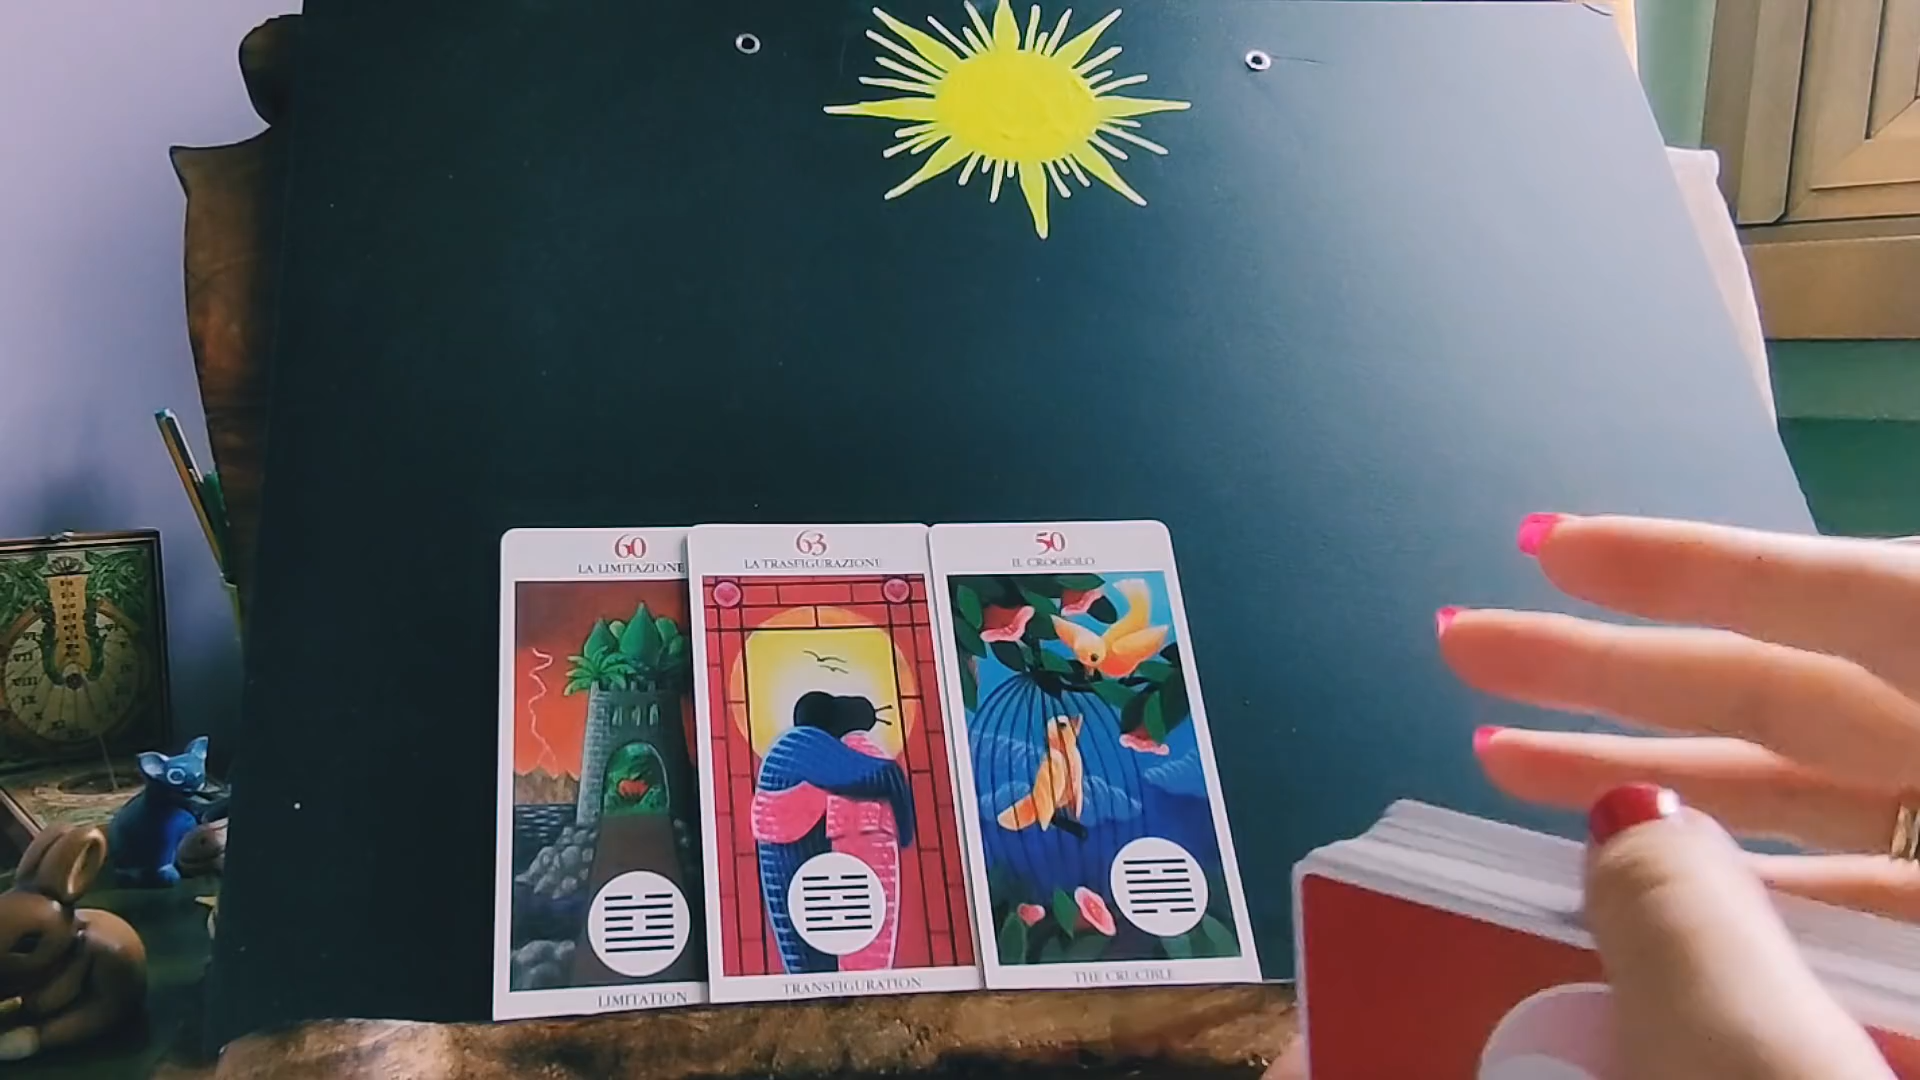 60
LA LIMITAZIONE
LIMITATION
63
LA TRASFIGURAZIONE
TRANSFIGURATION
50
IL CROGIOLO
THE CRUCIBLE